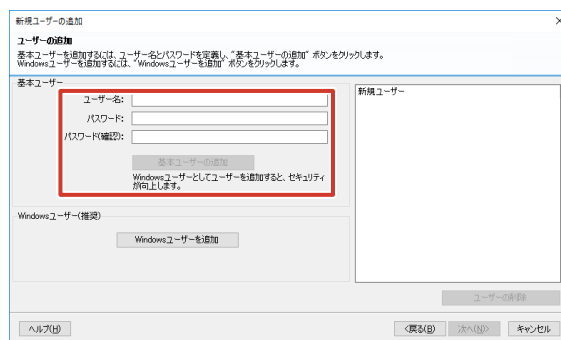 新規ユーザーの追加
ユーザーの追加
基本ユーザーを追加するには、ユーザー名とパスワードを定義し、"基本ユーザーの追加" ボタンをクリックします。
Windowsユーザーを追加するには、"Windowsユーザーを追加" ボタンをクリックします。
基本ユーザー
ユーザー名:
パスワード:
パスワード(確認):
基本ユーザーの追加
Windowsユーザーとしてユーザーを追加すると、セキュリティ
が向上します。
Windowsユーザー(推奨)
Windowsユーザーを追加
新規ユーザー
ユーザーの削除
ヘルプ(H)
<戻る(B)
次へ(N)>
キャンセル